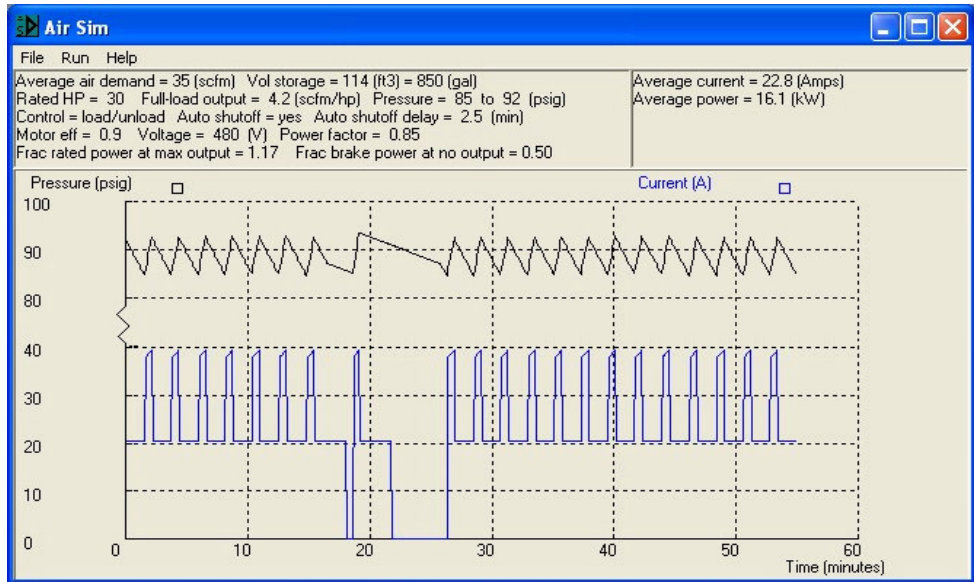 Air Sim
File Run Help
Average air demand = 35 (scfm) Vol storage = 114 (ft3) = 850 (gal)
Rated HP = 30 Full-load output = 4.2 (scfm/hp) Pressure = 85 to 92 (psig)
Control = load/unload Auto shutoff = yes Auto shutoff delay = 2.5 (min)
Motor eff = 0.9 Voltage = 480 (V) Power factor = 0.85
Frac rated power at max output = 1.17 Frac brake power at no output = 0.50
Average current = 22.8 (Amps)
Average power = 16.1 (kW)
Pressure (psig)
Current (A)
100
90
80
40
30
20
10
0
0 10 20 30 40 50 60
Time (minutes)